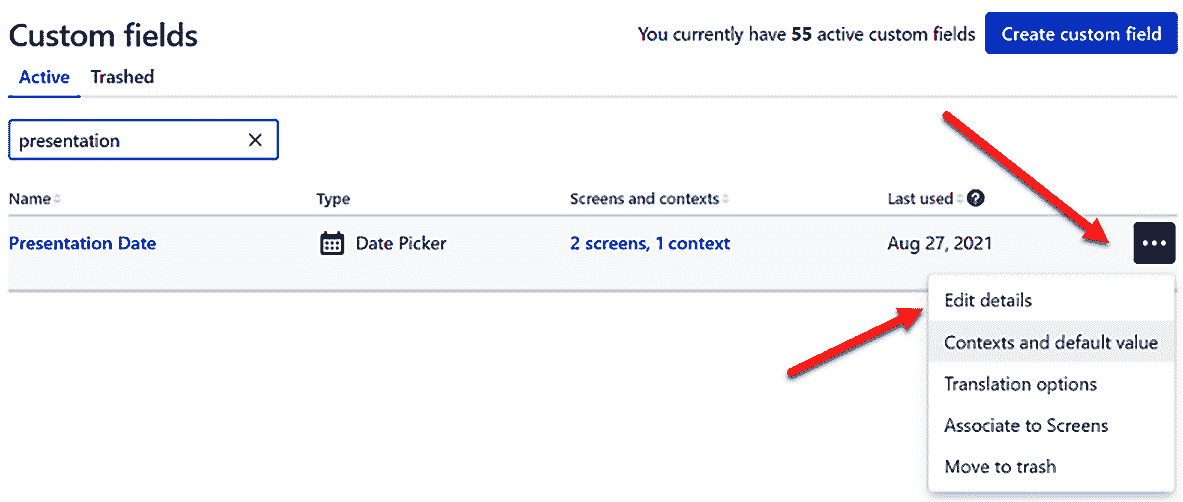 Custom fields
You currently have 55 active custom fields
Create custom field
Active Trashed
presentation
Name Type Screens and contexts Last used
Presentation Date Date Picker 2 screens, 1 context Aug 27, 2021
Edit details
Contexts and default value
Translation options
Associate to Screens
Move to trash